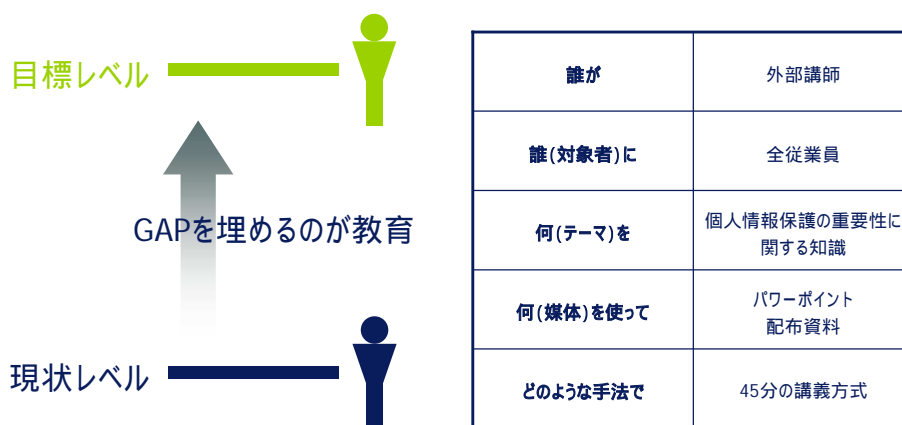 目標レベル
GAPを埋めるのが教育
現状レベル
誰が
外部講師
誰(対象者)に
全従業員
何(テーマ)を
個人情報保護の重要性に
関する知識
何(媒体)を使って
パワーポイント
配布資料
どのような手法で
45分の講義方式